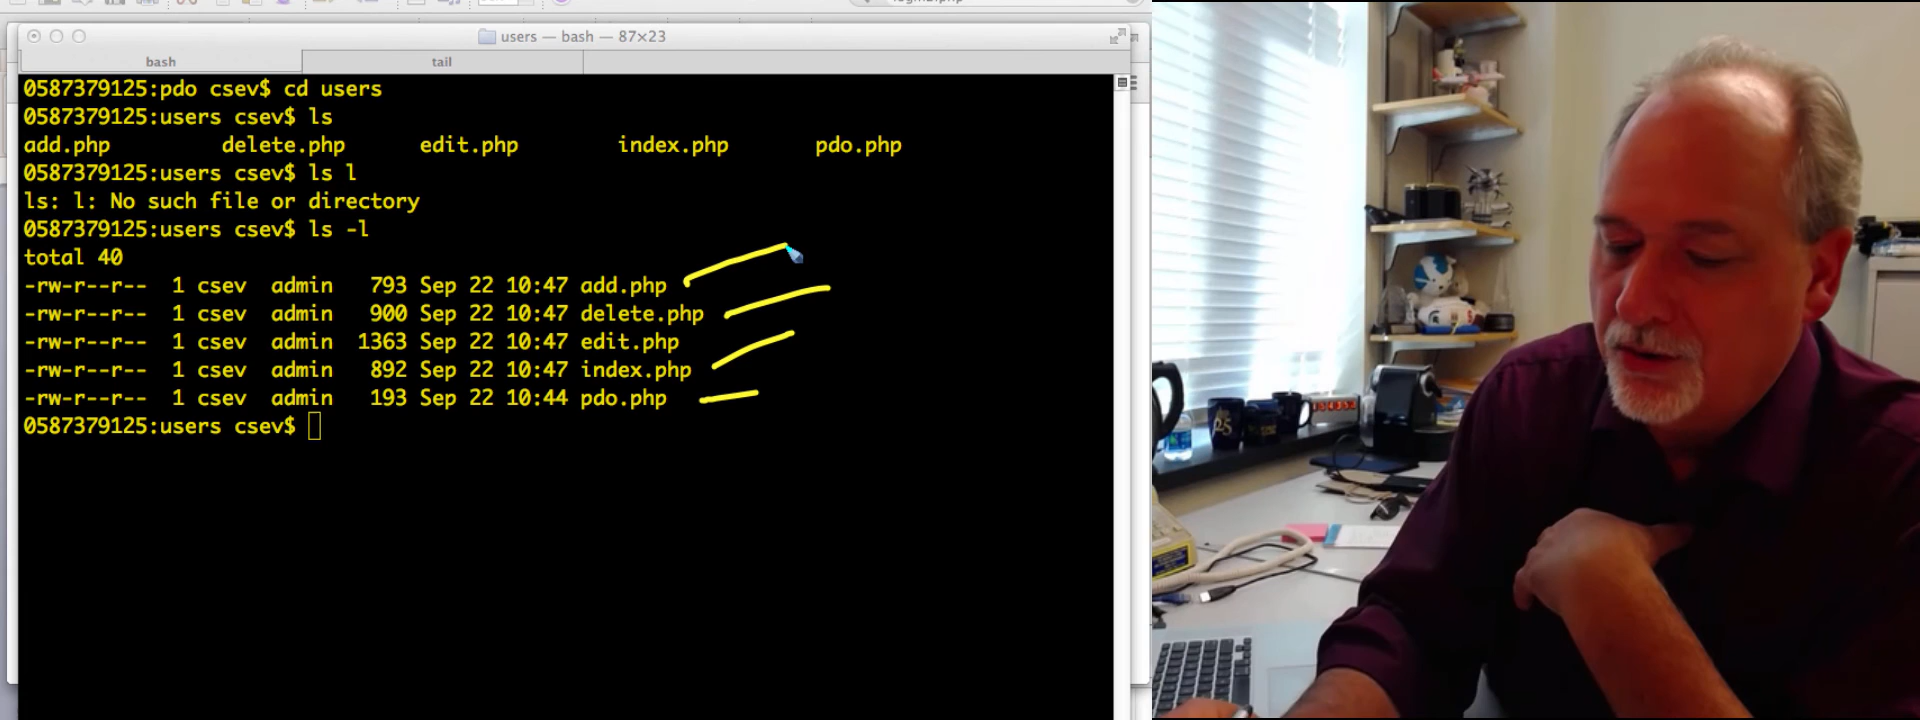 users — bash — 87×23
bash tail
0587379125:pdo csev$ cd users
0587379125:users csev$ ls
add.php delete.php edit.php index.php pdo.php
0587379125:users csev$ ls l
ls: l: No such file or directory
0587379125:users csev$ ls -l
total 40
-rw-r--r-- 1 csev admin 793 Sep 22 10:47 add.php
-rw-r--r-- 1 csev admin 900 Sep 22 10:47 delete.php
-rw-r--r-- 1 csev admin 1363 Sep 22 10:47 edit.php
-rw-r--r-- 1 csev admin 892 Sep 22 10:47 index.php
-rw-r--r-- 1 csev admin 193 Sep 22 10:44 pdo.php
0587379125:users csev$
25